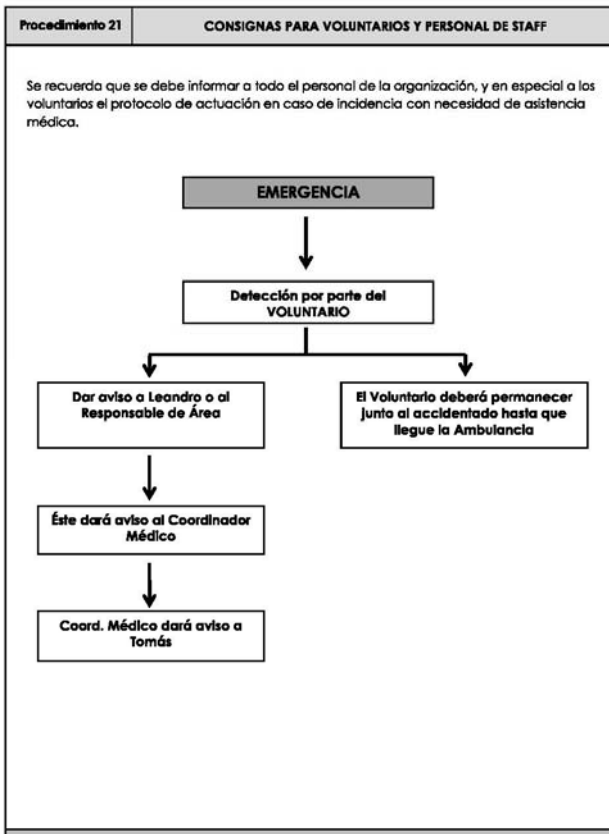 Procedimiento 21
CONSIGNAS PARA VOLUNTARIOS Y PERSONAL DE STAFF
Se recuerda que se debe informar a todo el personal de la organización, y en especial a los
voluntarios el protocolo de actuación en caso de incidencia con necesidad de asistencia
médica.
EMERGENCIA
Detección por parte del
VOLUNTARIO
Dar aviso a Leandro o al
Responsable de Área
El Voluntario deberá permanecer
junto al accidentado hasta que
llegue la Ambulancia
Éste dará aviso al Coordinador
Médico
Coord. Médico dará aviso a
Tomás